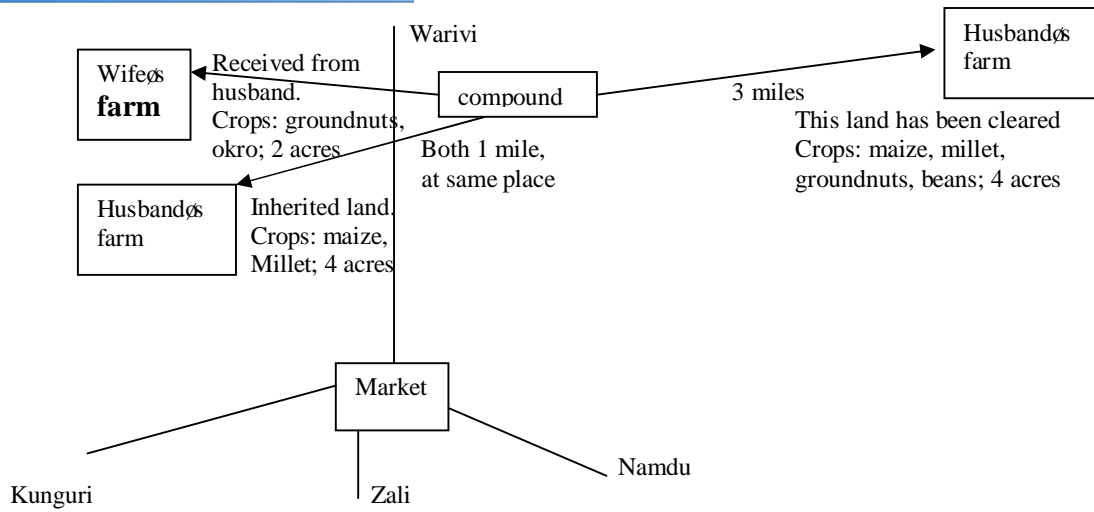 Warivi
Wifeøs
farm
Received from
husband.
Crops: groundnuts,
okro; 2 acres
compound
3 miles
Husbandøs
farm
This land has been cleared
Crops: maize, millet,
groundnuts, beans; 4 acres
Both 1 mile,
at same place
Husbandøs
farm
Inherited land.
Crops: maize,
Millet; 4 acres
Market
Kunguri
Zali
Namdu